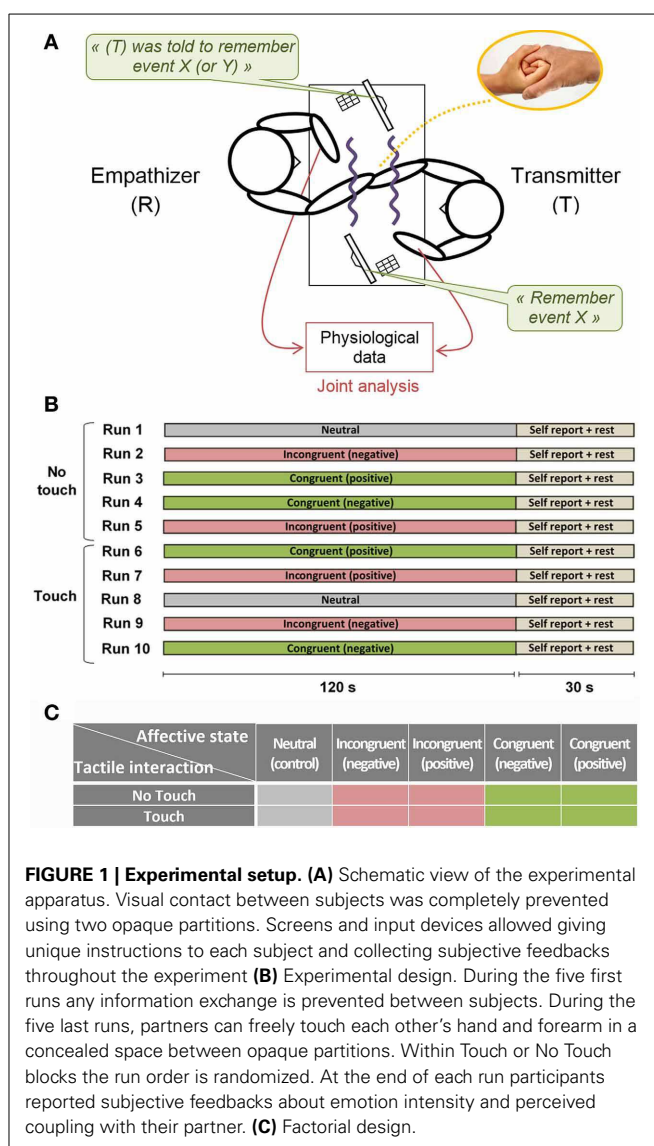 A
« (T) was told to remember
event X (or Y) »
Empathizer
(R)
Transmitter
(T)
« Remember
event X »
Physiological
data
Joint analysis
B
No
touch
Touch
Run 1 Neutral Self report + rest
Run 2 Incongruent (negative) Self report + rest
Run 3 Congruent (positive) Self report + rest
Run 4 Congruent (negative) Self report + rest
Run 5 Incongruent (positive) Self report + rest
Run 6 Congruent (positive) Self report + rest
Run 7 Incongruent (positive) Self report + rest
Run 8 Neutral Self report + rest
Run 9 Incongruent (negative) Self report + rest
Run 10 Congruent (negative) Self report + rest
120 s 30 s
C
Affective state
Tactile interaction
Neutral
(control)
Incongruent
(negative)
Incongruent
(positive)
Congruent
(negative)
Congruent
(positive)
No Touch
Touch
FIGURE 1 | Experimental setup. (A) Schematic view of the experimental
apparatus. Visual contact between subjects was completely prevented
using two opaque partitions. Screens and input devices allowed giving
unique instructions to each subject and collecting subjective feedbacks
throughout the experiment (B) Experimental design. During the five first
runs any information exchange is prevented between subjects. During the
five last runs, partners can freely touch each other's hand and forearm in a
concealed space between opaque partitions. Within Touch or No Touch
blocks the run order is randomized. At the end of each run participants
reported subjective feedbacks about emotion intensity and perceived
coupling with their partner. (C) Factorial design.